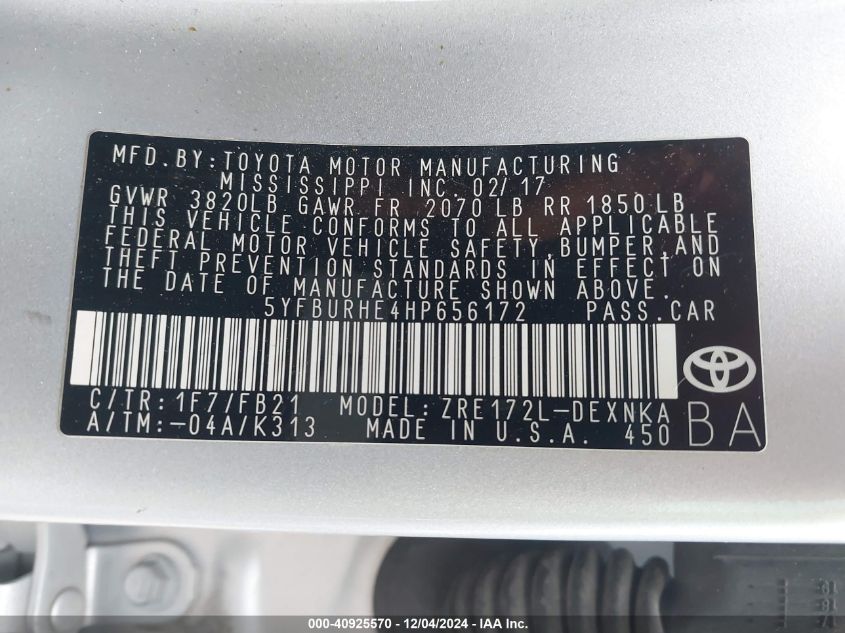 MFD.BY:TOYOTA MOTOR MANUFACTURING
MISSISSIPPI INC. 02/17
GVWR 3820LB GAWR FR 2070 LB RR 1850 LB
THIS VEHICLE CONFORMS TO ALL APPLICABLE
FEDERAL MOTOR VEHICLE SAFETY, BUMPER, AND
THEFT PREVENTION STANDARDS IN EFFECT ON
THE DATE OF MANUFACTURE SHOWN ABOVE.
5YFBURHE4HP656172 PASS.CAR
C/TR:1F7/FB21 MODEL:ZRE172L-DEXNKA
A/TM:-04A/K313 MADE IN U.S.A. 450
BA
000-40925570 - 12/04/2024 - IAA Inc.